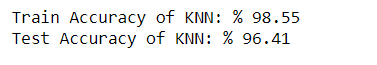 Train Accuracy of KNN: % 98.55
Test Accuracy of KNN: % 96.41